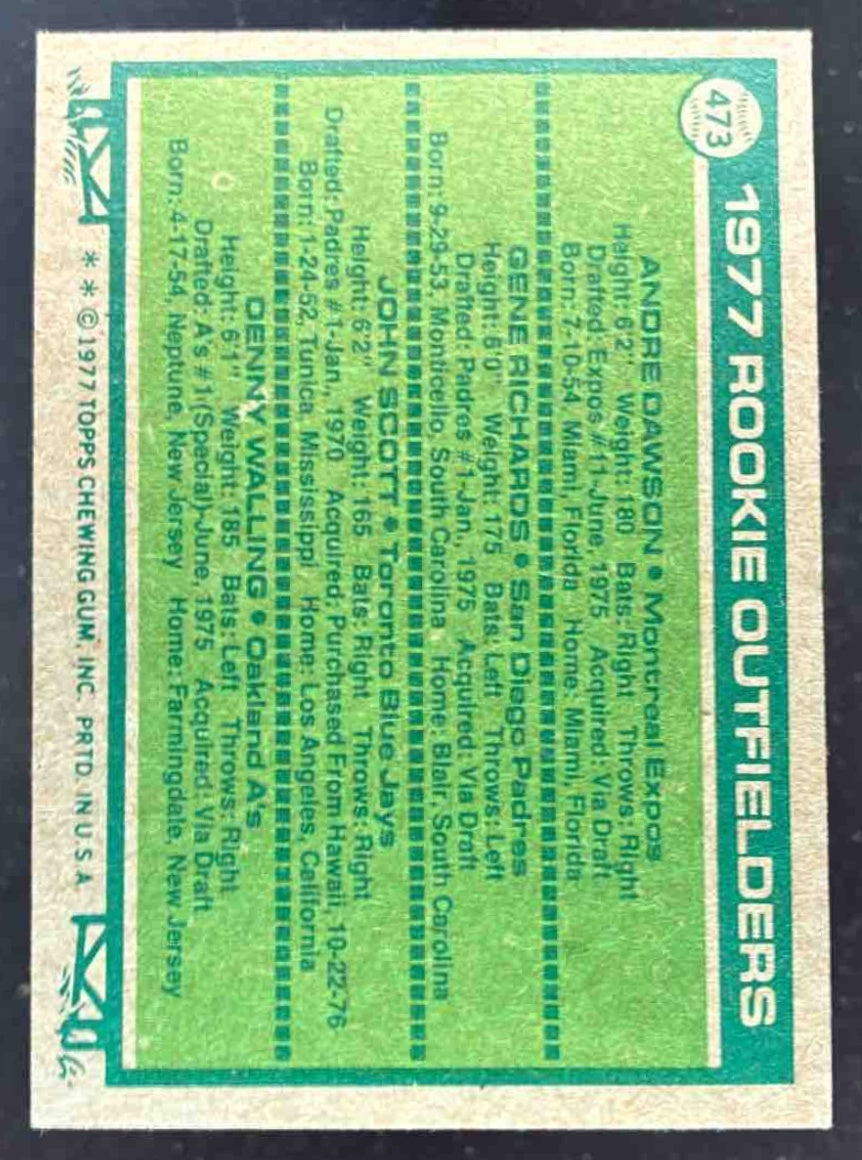 473
1977 ROOKIE OUTFIELDERS
ANDRE DAWSON • Montreal Expos
Height: 6'2" Weight: 180 Bats: Right Throws: Right
Drafted: Expos #11-June, 1975 Acquired: Via Draft
Born: 7-10-54, Miami, Florida Home: Miami, Florida
GENE RICHARDS • San Diego Padres
Height: 6'0" Weight: 175 Bats: Left Throws: Left
Drafted: Padres #1-Jan., 1975 Acquired: Via Draft
Born: 9-29-53, Monticello, South Carolina Home: Blair, South Carolina
JOHN SCOTT • Toronto Blue Jays
Height: 6'2" Weight: 165 Bats: Right Throws: Right
Drafted: Padres #1-Jan., 1970 Acquired: Purchased From Hawaii, 10-22-76
Born: 1-24-52, Tunica, Mississippi Home: Los Angeles, California
DENNY WALLING • Oakland A's
Height: 6'1" Weight: 185 Bats: Left Throws: Right
Drafted: A's #1 (Special)-June, 1975 Acquired: Via Draft
Born: 4-17-54, Neptune, New Jersey Home: Farmingdale, New Jersey
* * © 1977 TOPPS CHEWING GUM, INC. PRTD. IN U.S.A.